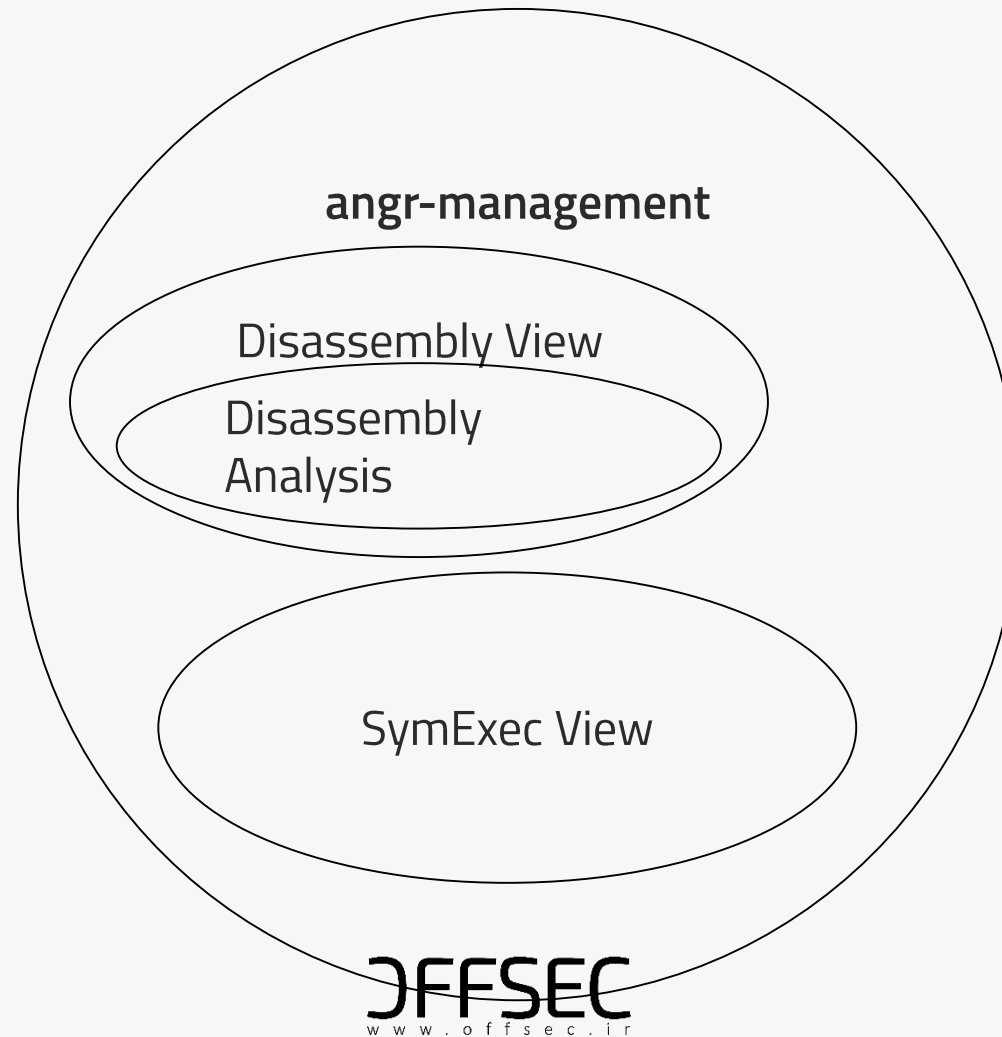 angr-management
Disassembly View
Disassembly
Analysis
SymExec View
OFFSEC
www.offsec.ir